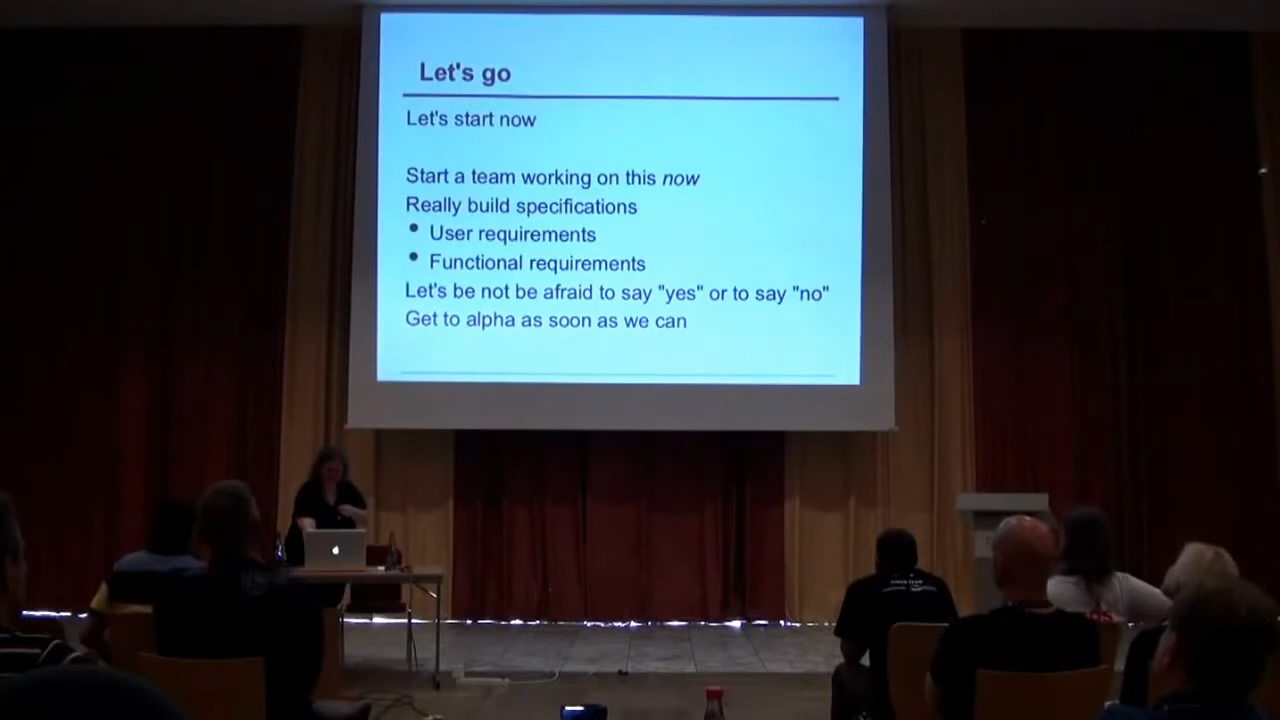 Let's go
Let's start now
Start a team working on this now
Really build specifications
• User requirements
• Functional requirements
Let's be not be afraid to say "yes" or to say "no"
Get to alpha as soon as we can